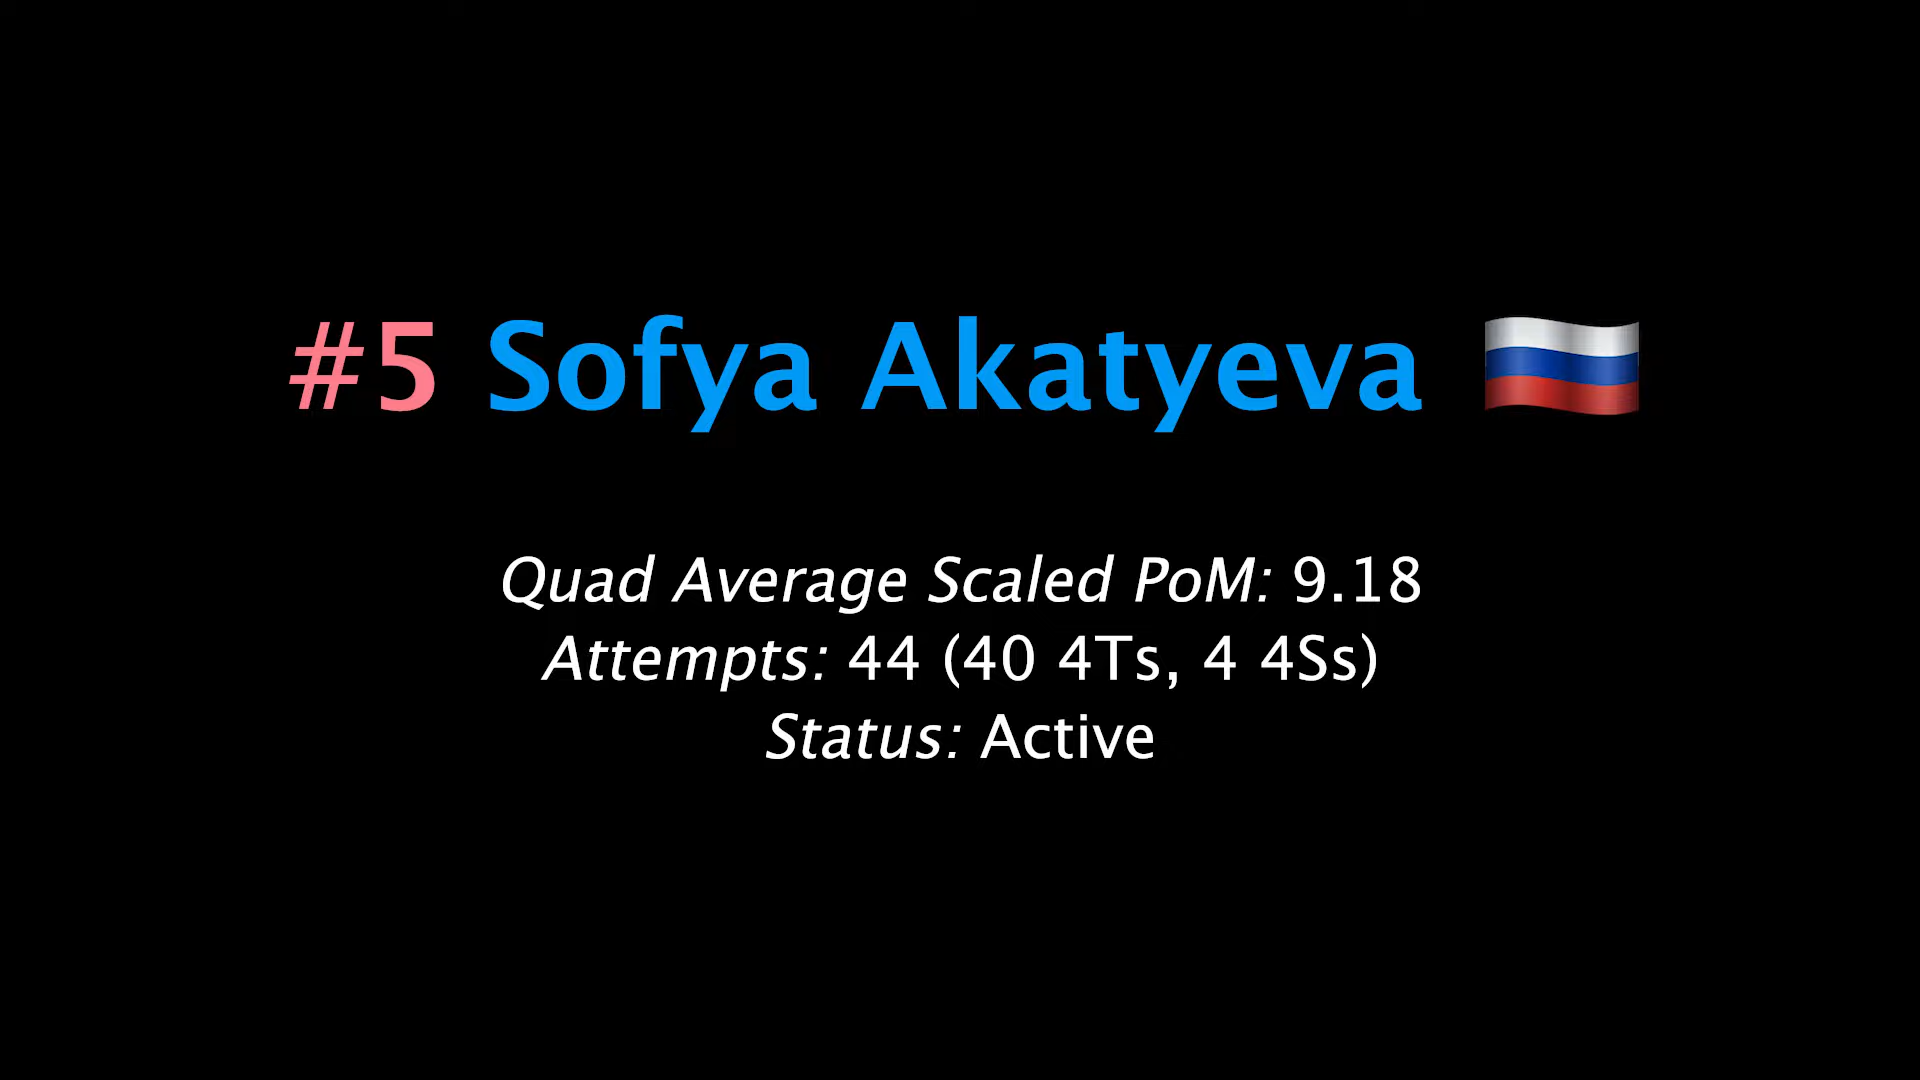 #5 Sofya Akatyeva 🇷🇺
Quad Average Scaled PoM: 9.18
Attempts: 44 (40 4Ts, 4 4Ss)
Status: Active